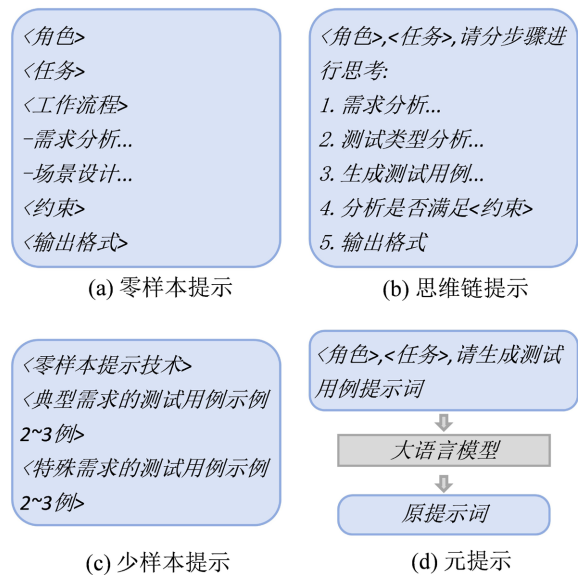 <角色>
<任务>
<工作流程>
-需求分析...
-场景设计...
<约束>
<输出格式>
(a) 零样本提示
<角色>,<任务>,请分步骤进
行思考:
1. 需求分析...
2. 测试类型分析...
3. 生成测试用例...
4. 分析是否满足<约束>
5. 输出格式
(b) 思维链提示
<零样本提示技术>
<典型需求的测试用例示例
2~3例>
<特殊需求的测试用例示例
2~3例>
(c) 少样本提示
<角色>,<任务>,请生成测试
用例提示词
大语言模型
原提示词
(d) 元提示